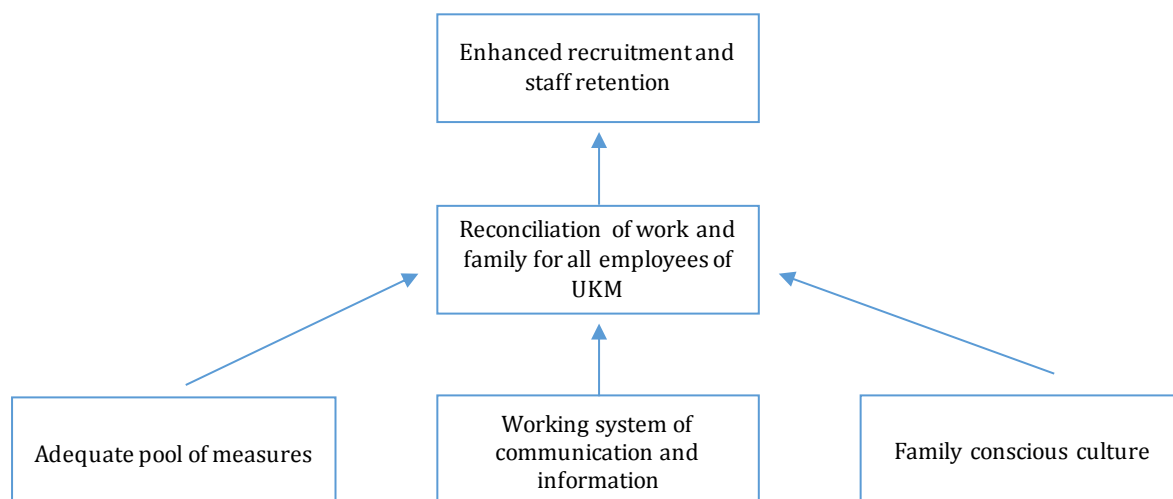 Enhanced recruitment and
staff retention
Reconciliation of work and
family for all employees of
UKM
Adequate pool of measures
Working system of
communication and
information
Family conscious culture